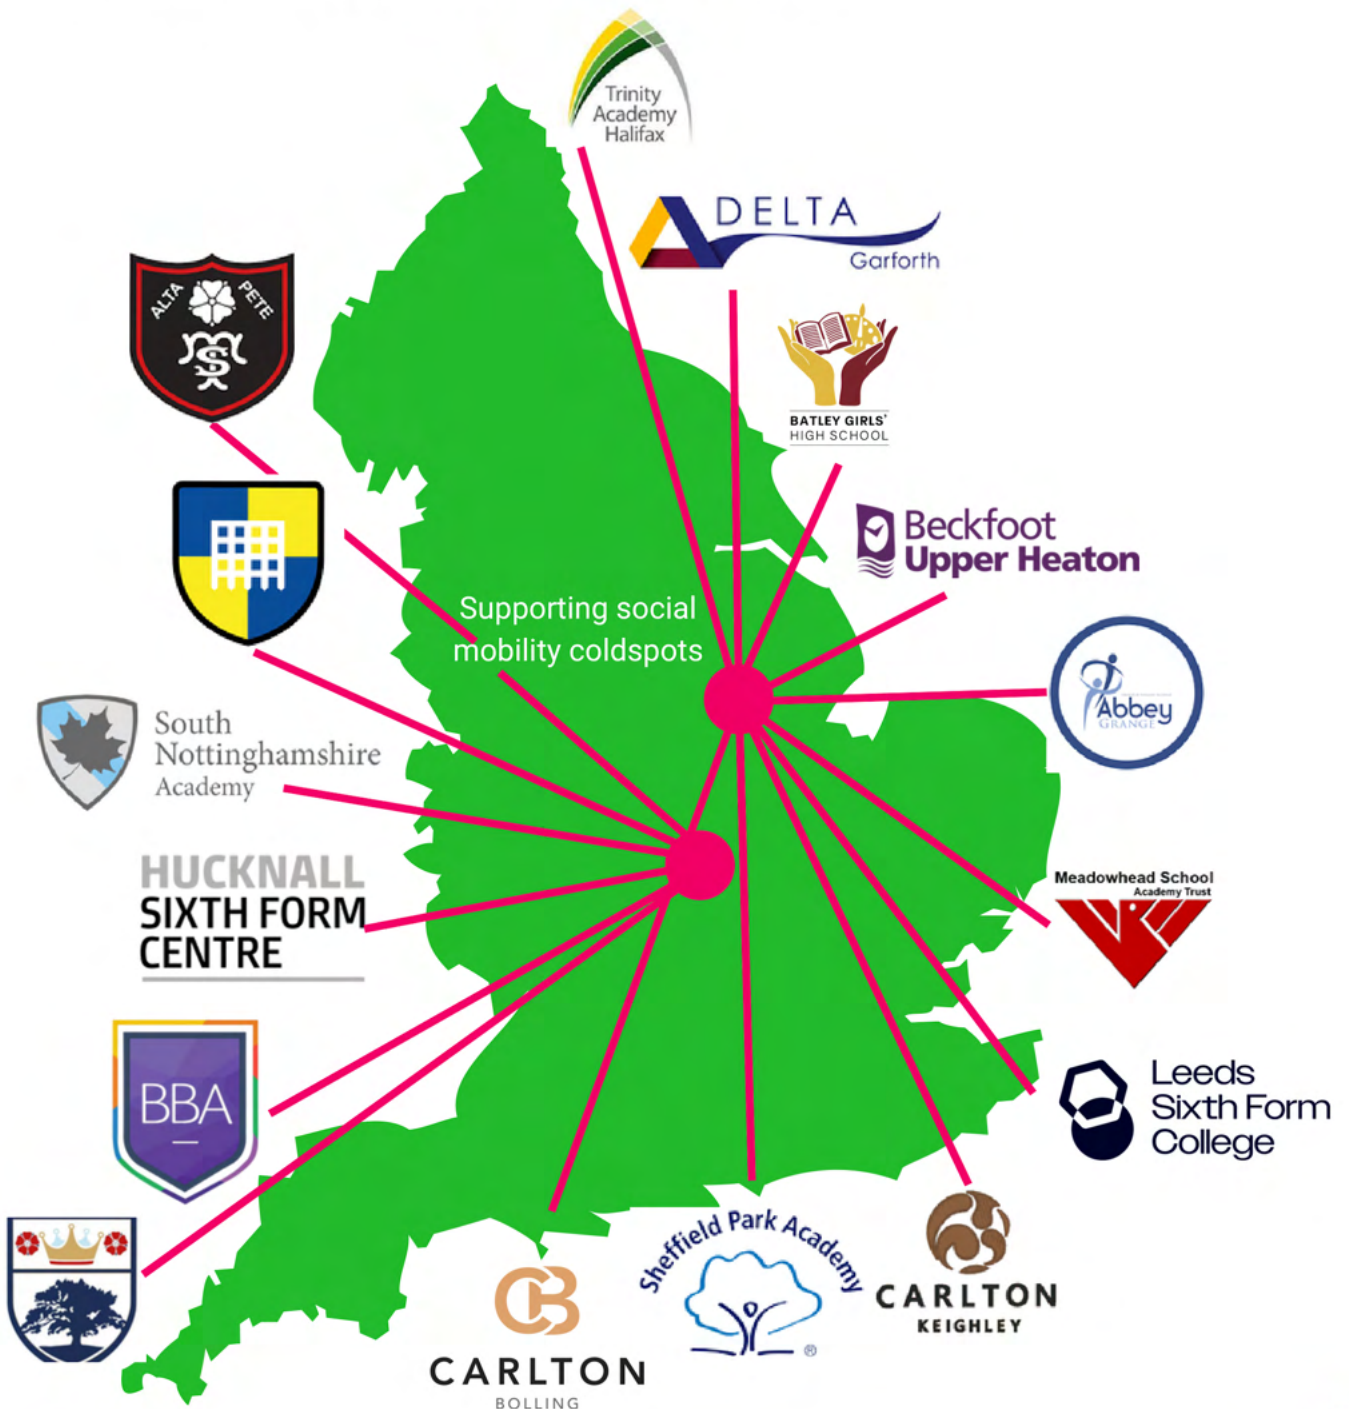 Trinity
Academy
Halifax
DELTA
Garforth
ALTA PETE
BATLEY GIRLS'
HIGH SCHOOL
Beckfoot
Upper Heaton
Supporting social
mobility coldspots
Abbey
GRANGE
South
Nottinghamshire
Academy
HUCKNALL
SIXTH FORM
CENTRE
Meadowhead School
Academy Trust
BBA
Leeds
Sixth Form
College
Sheffield Park Academy
®
CARLTON
KEIGHLEY
CARLTON
BOLLING